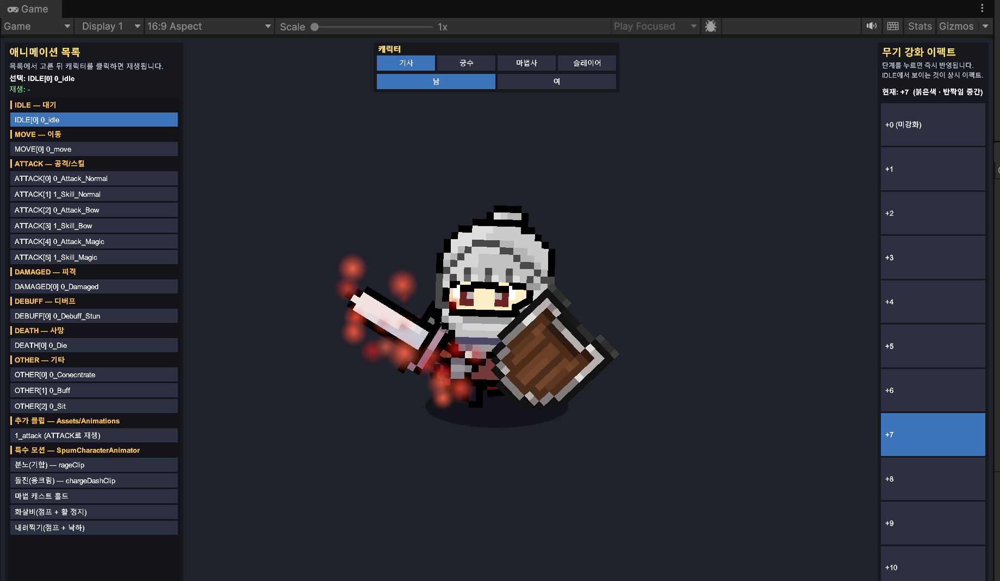 Game
Game
Display 1
16:9 Aspect
Scale
1x
Play Focused
Stats
Gizmos
애니메이션 목록
목록에서 고른 뒤 캐릭터를 클릭하면 재생됩니다.
선택: IDLE[0] 0_idle
재생: -
IDLE — 대기
IDLE[0] 0_idle
MOVE — 이동
MOVE[0] 0_move
ATTACK — 공격/스킬
ATTACK[0] 0_Attack_Normal
ATTACK[1] 1_Skill_Normal
ATTACK[2] 0_Attack_Bow
ATTACK[3] 1_Skill_Bow
ATTACK[4] 0_Attack_Magic
ATTACK[5] 1_Skill_Magic
DAMAGED — 피격
DAMAGED[0] 0_Damaged
DEBUFF — 디버프
DEBUFF[0] 0_Debuff_Stun
DEATH — 사망
DEATH[0] 0_Die
OTHER — 기타
OTHER[0] 0_Conecntrate
OTHER[1] 0_Buff
OTHER[2] 0_Sit
추가 클립 — Assets/Animations
1_attack (ATTACK로 재생)
특수 모션 — SpumCharacterAnimator
분노(기합) — rageClip
돌진(웅크림) — chargeDashClip
마법 캐스트 홀드
화살비(점프 + 활 정지)
내려찍기(점프 + 낙하)
캐릭터
기사
궁수
마법사
슬레이어
남
여
무기 강화 이펙트
단계를 누르면 즉시 반영됩니다.
IDLE에서 보이는 것이 상시 이펙트.
현재: +7 (붉은색 · 반짝임 중간)
+0 (미강화)
+1
+2
+3
+4
+5
+6
+7
+8
+9
+10